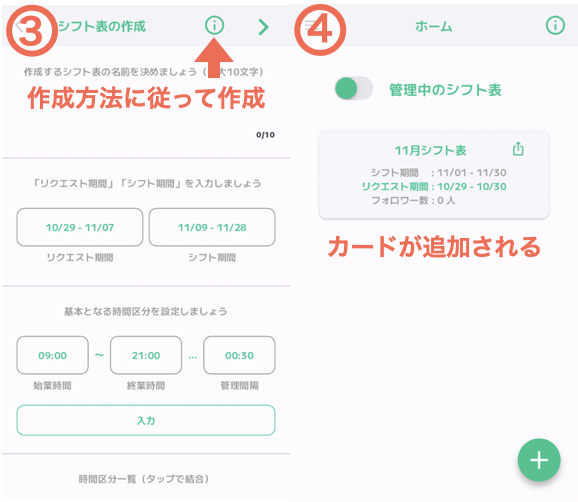 ③ シフト表の作成
作成するシフト表の名前を決めましょう（ 大10文字）
作成方法に従って作成
0/10
「リクエスト期間」「シフト期間」を入力しましょう
10/29 - 11/07
11/09 - 11/28
リクエスト期間
シフト期間
基本となる時間区分を設定しましょう
09:00 ～ 21:00 ... 00:30
始業時間
終業時間
管理間隔
入力
時間区分一覧（タップで結合）
④ ホーム
管理中のシフト表
11月シフト表
シフト期間 : 11/01 - 11/30
リクエスト期間 : 10/29 - 10/30
フォロワー数 : 0 人
カードが追加される